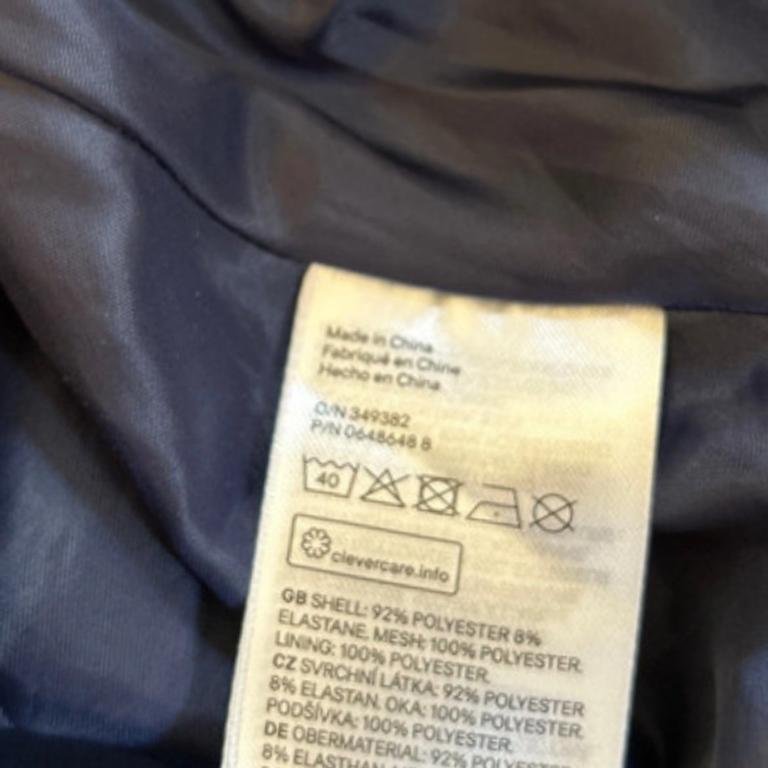 Made in China
Fabriqué en Chine
Hecho en China
O/N 349382
P/N 0648648 8
40
clevercare.info
GB SHELL: 92% POLYESTER 8%
ELASTANE. MESH: 100% POLYESTER.
LINING: 100% POLYESTER.
CZ SVRCHNÍ LÁTKA: 92% POLYESTER
8% ELASTAN. OKA: 100% POLYESTER.
PODŠÍVKA: 100% POLYESTER.
DE OBERMATERIAL: 92% POLYESTER
8% ELASTHAN